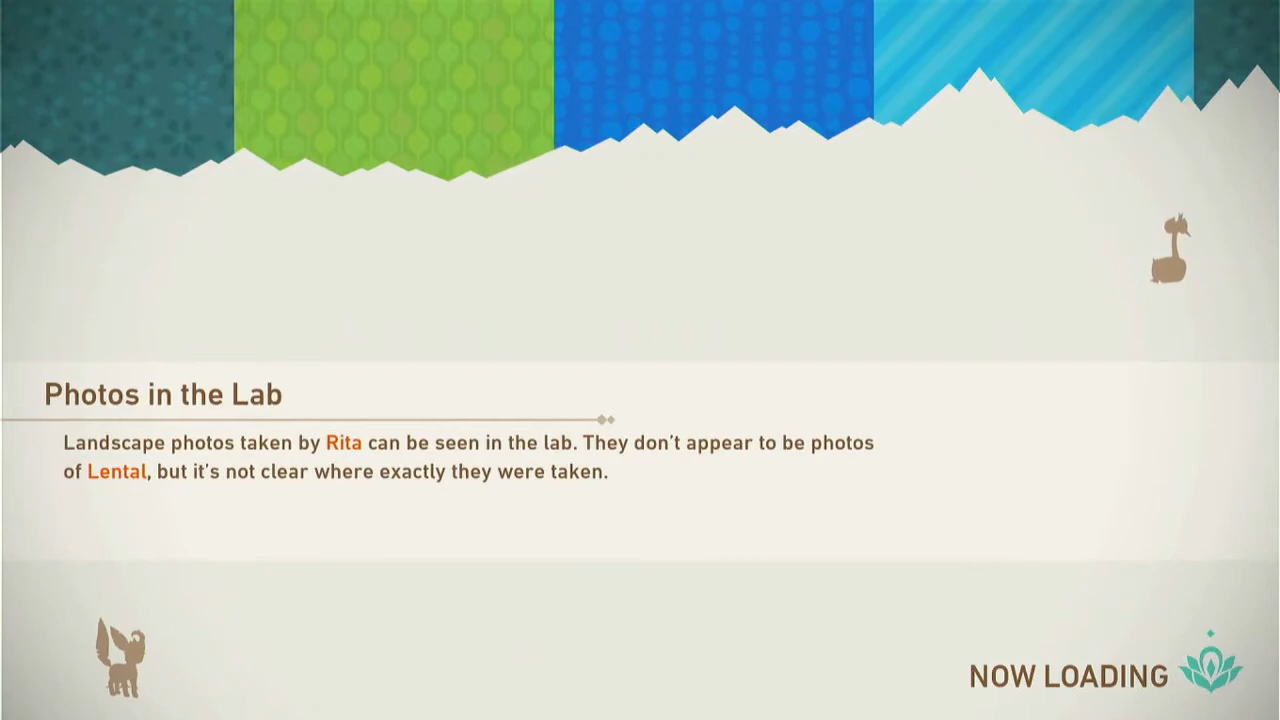 Photos in the Lab
Landscape photos taken by Rita can be seen in the lab. They don't appear to be photos
of Lental, but it's not clear where exactly they were taken.
NOW LOADING